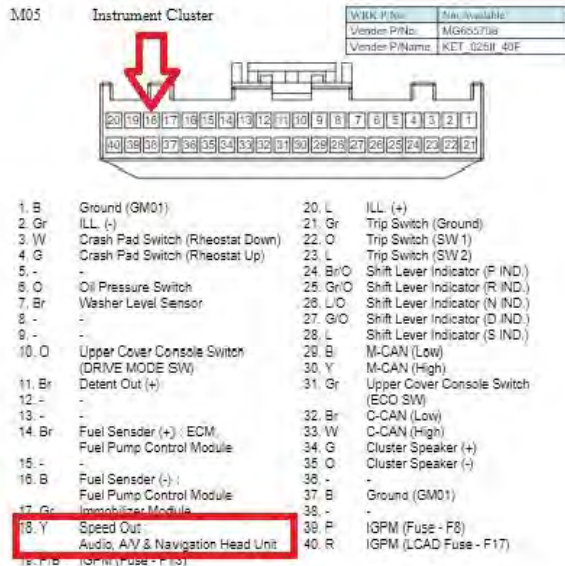 M05 Instrument Cluster
WRK P/No. Not Available
Vender P/No. MG655798
Vender P/Name KET_025II_40F
20 19 18 17 16 15 14 13 12 11 10 9 8 7 6 5 4 3 2 1
40 39 38 37 36 35 34 33 32 31 30 29 28 27 26 25 24 23 22 21
1. B Ground (GM01)
2. Gr ILL. (-)
3. W Crash Pad Switch (Rheostat Down)
4. G Crash Pad Switch (Rheostat Up)
5. - -
6. O Oil Pressure Switch
7. Br Washer Level Sensor
8. - -
9. - -
10. O Upper Cover Console Switch
(DRIVE MODE SW)
11. Br Detent Out (+)
12. - -
13. - -
14. Br Fuel Sensder (+) : ECM,
Fuel Pump Control Module
15. - -
16. B Fuel Sensder (-) :
Fuel Pump Control Module
17. Gr Immobilizer Module
18. Y Speed Out :
Audio, A/V & Navigation Head Unit
19. P/B IGPM (Fuse - F13)
20. L ILL. (+)
21. Gr Trip Switch (Ground)
22. O Trip Switch (SW 1)
23. L Trip Switch (SW 2)
24. Br/O Shift Lever Indicator (P IND.)
25. Gr/O Shift Lever Indicator (R IND.)
26. L/O Shift Lever Indicator (N IND.)
27. G/O Shift Lever Indicator (D IND.)
28. L Shift Lever Indicator (S IND.)
29. B M-CAN (Low)
30. Y M-CAN (High)
31. Gr Upper Cover Console Switch
(ECO SW)
32. Br C-CAN (Low)
33. W C-CAN (High)
34. G Cluster Speaker (+)
35. O Cluster Speaker (-)
36. - -
37. B Ground (GM01)
38. - -
39. P IGPM (Fuse - F8)
40. R IGPM (LCAD Fuse - F17)